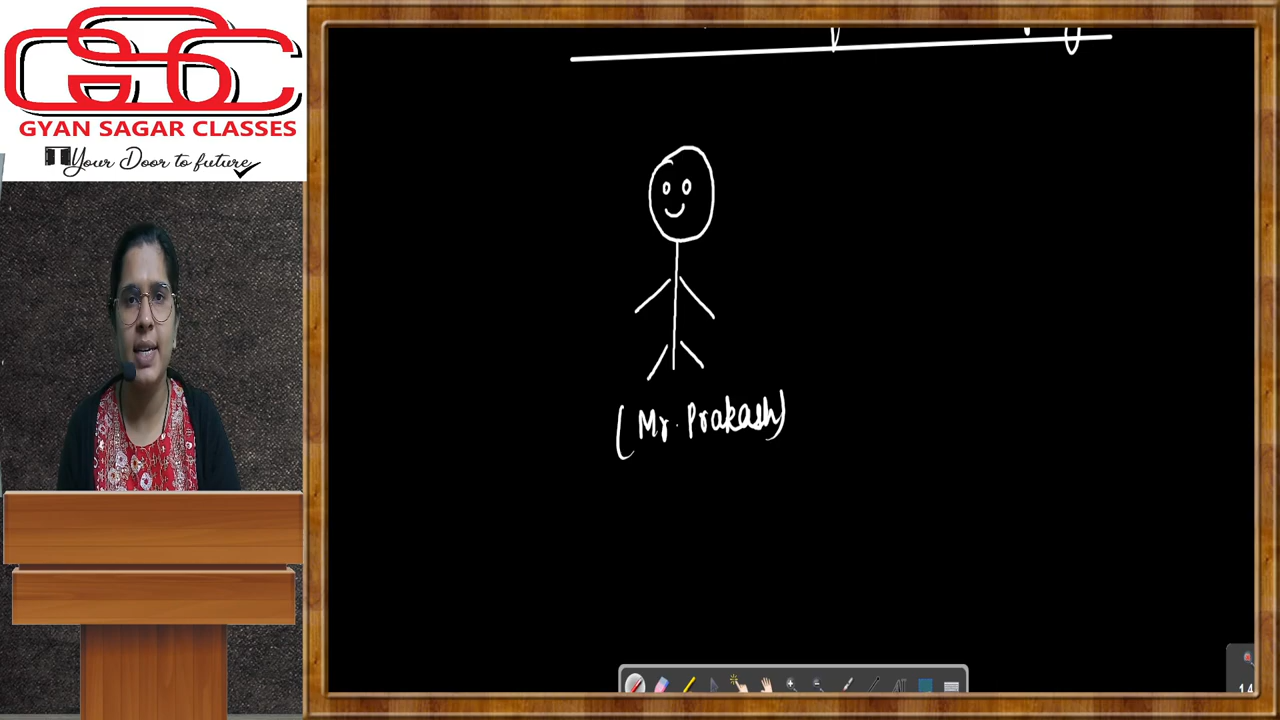 GSC
GYAN SAGAR CLASSES
Your Door to future
(Mr. Prakash)